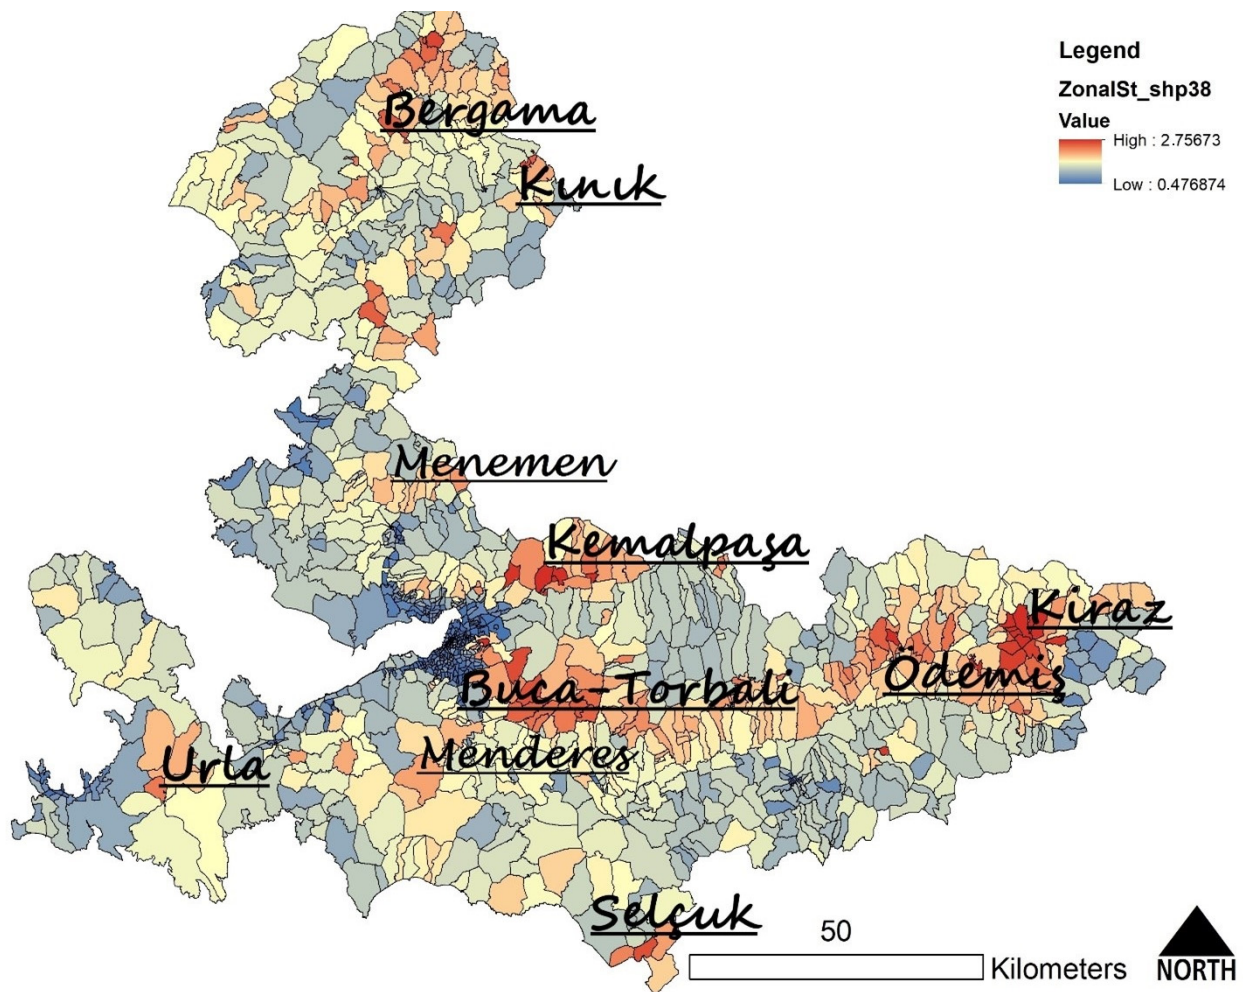 Legend
ZonalSt_shp38
Value
High : 2.75673
Low : 0.476874
Bergama
Kınık
Menemen
Kemalpaşa
Kiraz
Ödemiş
Buca-Torbali
Menderes
Urla
Selçuk
50
Kilometers
NORTH